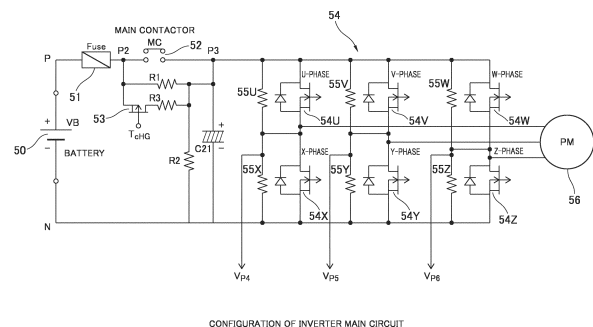 MAIN CONTACTOR
54
P
Fuse
P2
MC
52
P3
51
R1
R3
53
TCHG
R2
C21
+
−
50
+
VB
−
BATTERY
N
U-PHASE
V-PHASE
W-PHASE
55U
55V
55W
54U
54V
54W
X-PHASE
Y-PHASE
Z-PHASE
55X
55Y
55Z
54X
54Y
54Z
PM
56
VP4
VP5
VP6
CONFIGURATION OF INVERTER MAIN CIRCUIT